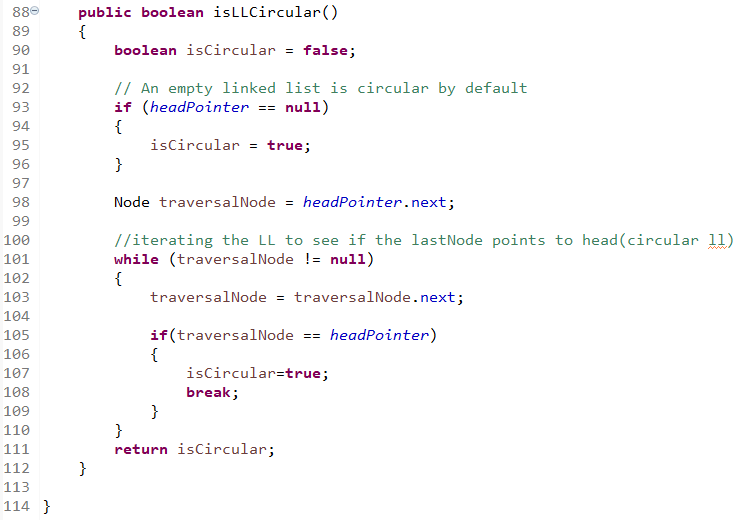 88 public boolean isLLCircular()
89 {
90 boolean isCircular = false;
91
92 // An empty linked list is circular by default
93 if (headPointer == null)
94 {
95 isCircular = true;
96 }
97
98 Node traversalNode = headPointer.next;
99
100 //iterating the LL to see if the lastNode points to head(circular ll)
101 while (traversalNode != null)
102 {
103 traversalNode = traversalNode.next;
104
105 if(traversalNode == headPointer)
106 {
107 isCircular=true;
108 break;
109 }
110 }
111 return isCircular;
112 }
113
114 }